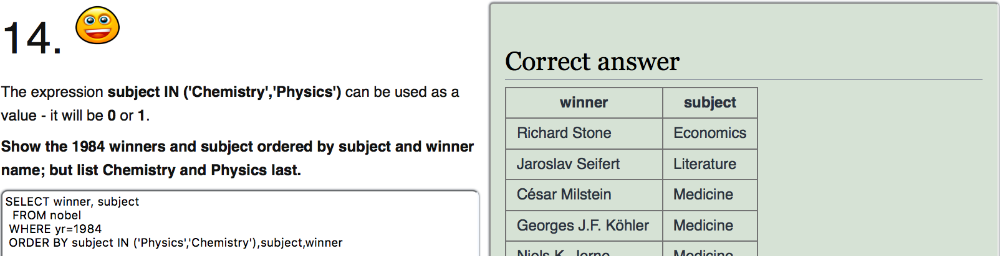 14.
The expression subject IN ('Chemistry','Physics') can be used as a
value - it will be 0 or 1.
Show the 1984 winners and subject ordered by subject and winner
name; but list Chemistry and Physics last.
SELECT winner, subject
FROM nobel
WHERE yr=1984
ORDER BY subject IN ('Physics','Chemistry'),subject,winner
Correct answer
winner subject
Richard Stone Economics
Jaroslav Seifert Literature
César Milstein Medicine
Georges J.F. Köhler Medicine
Niels K. Jerne Medicine